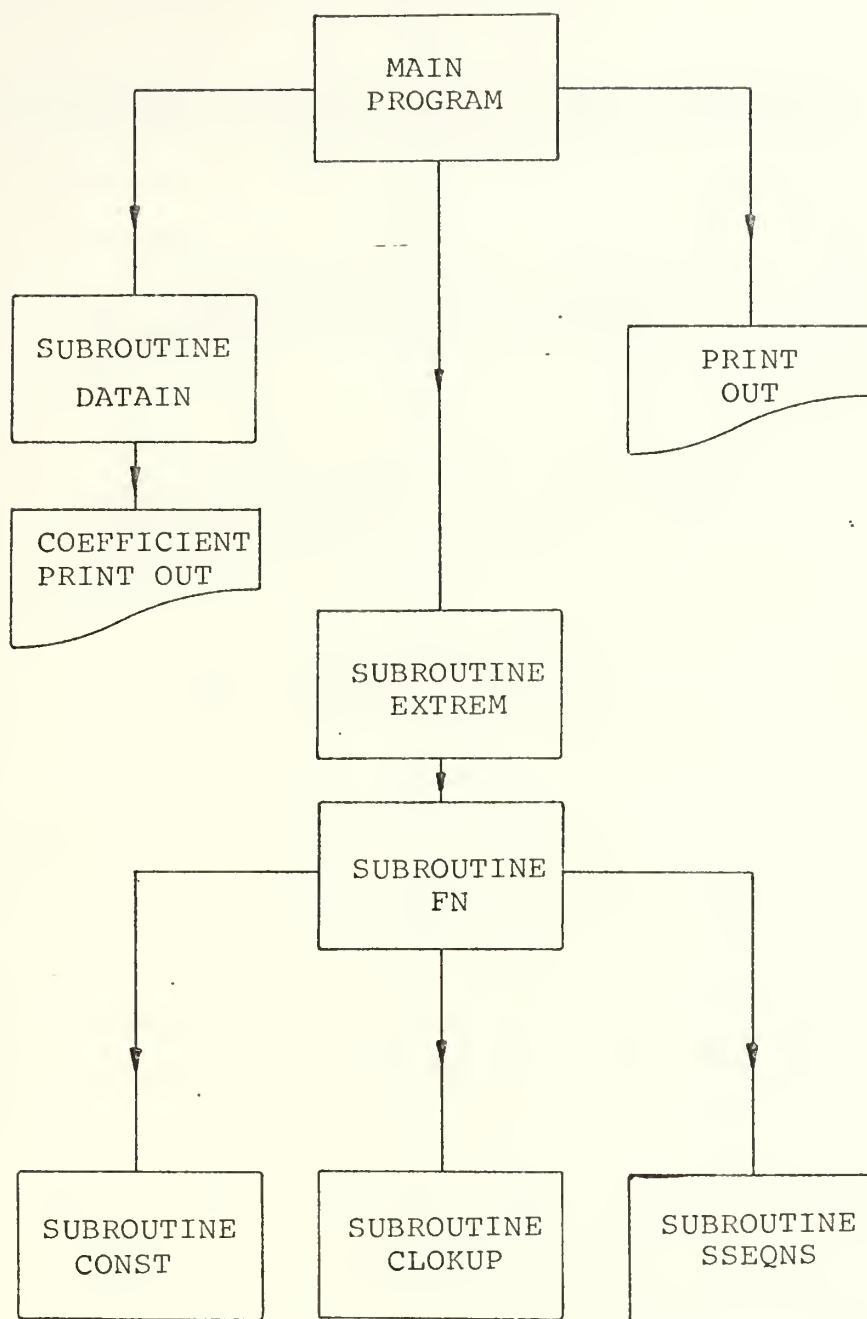 MAIN
PROGRAM
SUBROUTINE
DATAIN
PRINT
OUT
COEFFICIENT
PRINT OUT
SUBROUTINE
EXTREM
SUBROUTINE
FN
SUBROUTINE
CONST
SUBROUTINE
CLOKUP
SUBROUTINE
SSEQNS